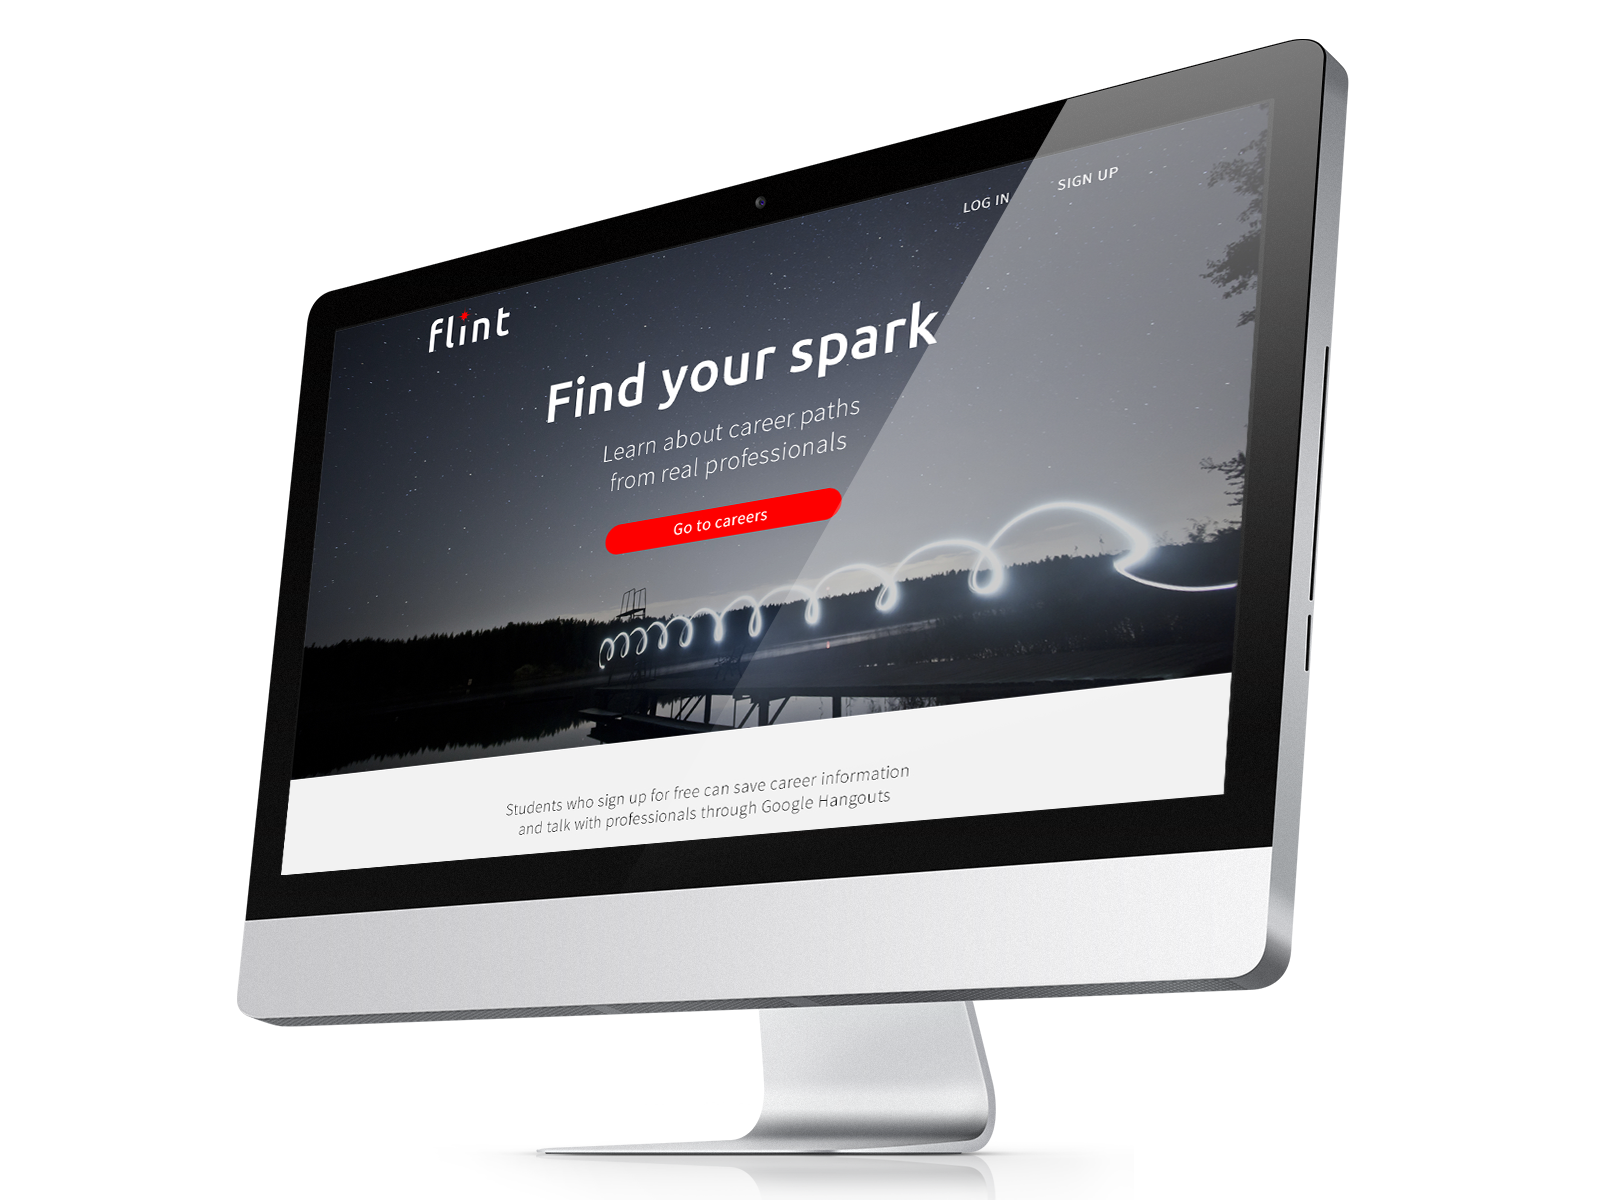 LOG IN
SIGN UP
flint
Find your spark
Learn about career paths
from real professionals
Go to careers
Students who sign up for free can save career information
and talk with professionals through Google Hangouts